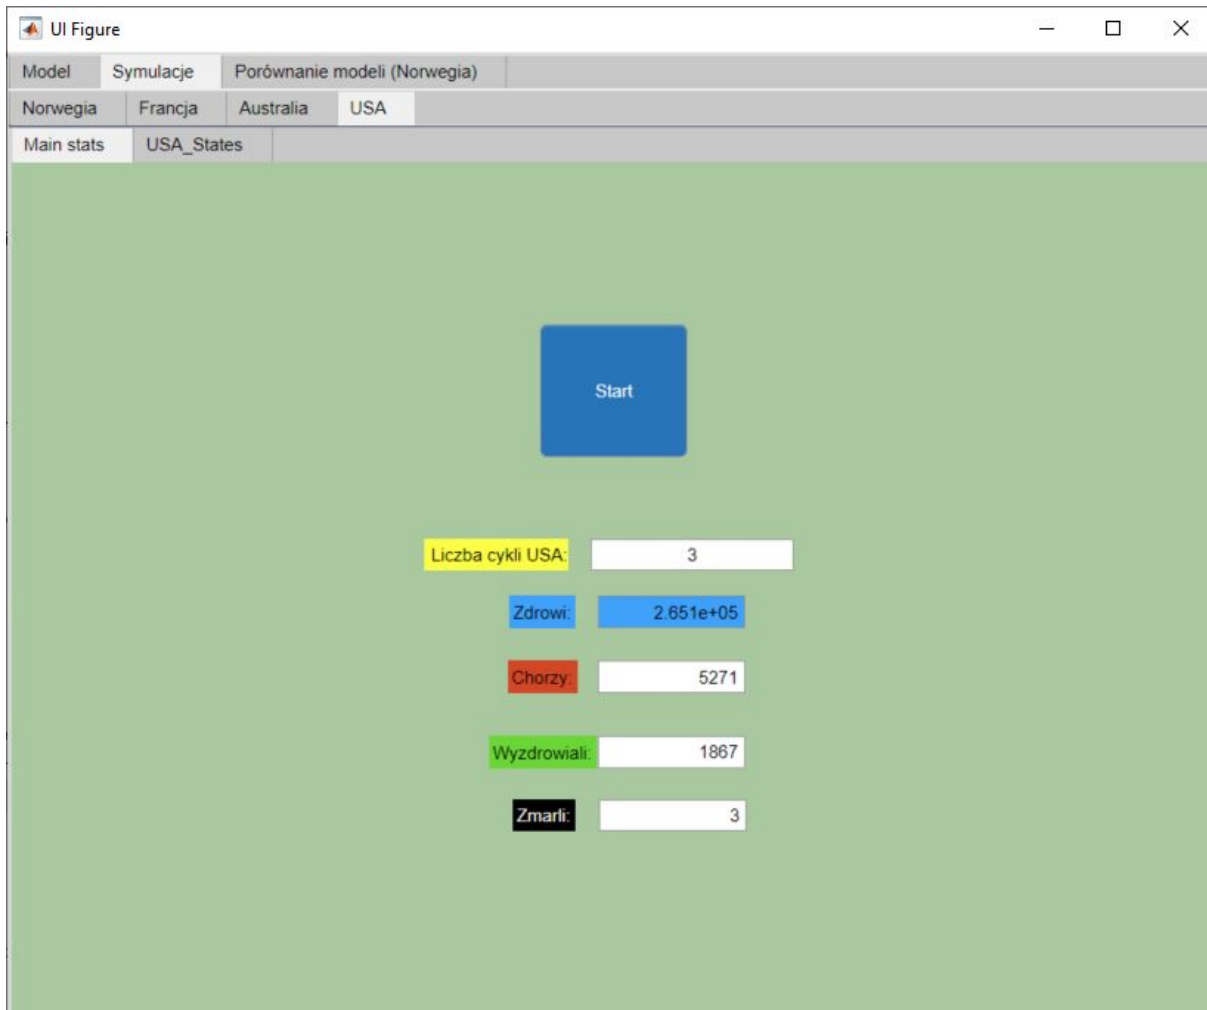 UI Figure
Model Symulacje Porównanie modeli (Norwegia)
Norwegia Francja Australia USA
Main stats USA_States
Start
Liczba cykli USA: 3
Zdrowi: 2.651e+05
Chorzy: 5271
Wyzdrowiali: 1867
Zmarli: 3